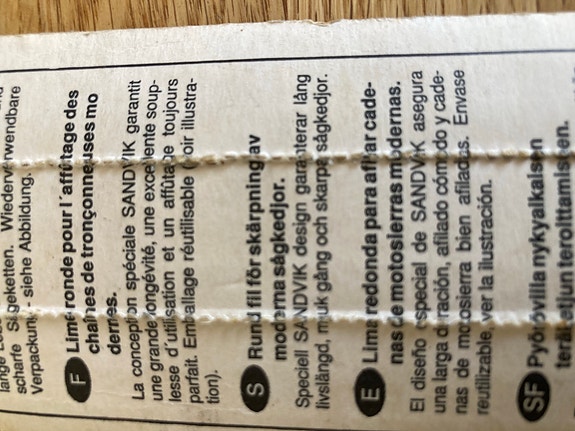 scharfe Sägeketten. Wiederverwendbare
Verpackung - siehe Abbildung.
F Lime ronde pour l'affûtage des
chaînes de tronçonneuses mo
dernes.
La conception spéciale SANDVIK garantit
une grande longévité, une excellente soup-
lesse d'utilisation et un affûtage toujours
parfait. Emballage réutilisable (voir illustra-
tion).
S Rund fil för skärpning av
moderna sågkedjor.
Speciell SANDVIK design garanterar lång
livslängd, mjuk gång och skarpa sågkedjor.
E Lima redonda para afilar cade-
nas de motosierras modernas.
El diseño especial de SANDVIK asegura
una larga duración, afilado cómodo y cade-
nas de motosierra bien afiladas. Envase
reutilizable, ver la ilustración.
SF Pyöröviila nykyaikaisen
teräketjun teroittamiseen.